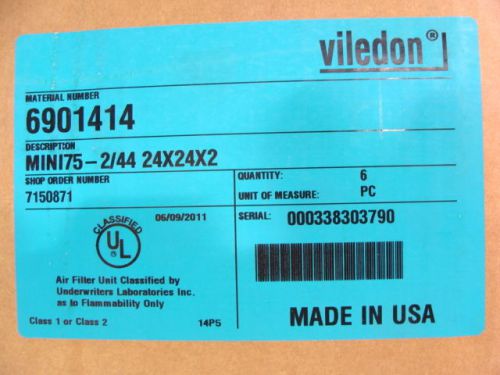 viledon®
MATERIAL NUMBER
6901414
DESCRIPTION
MINI75-2/44 24X24X2
SHOP ORDER NUMBER
7150871
QUANTITY: 6
UNIT OF MEASURE: PC
CLASSIFIED
UL
06/09/2011
SERIAL: 000338303790
Air Filter Unit Classified by
Underwriters Laboratories Inc.
as to Flammability Only
Class 1 or Class 2
14P5
MADE IN USA